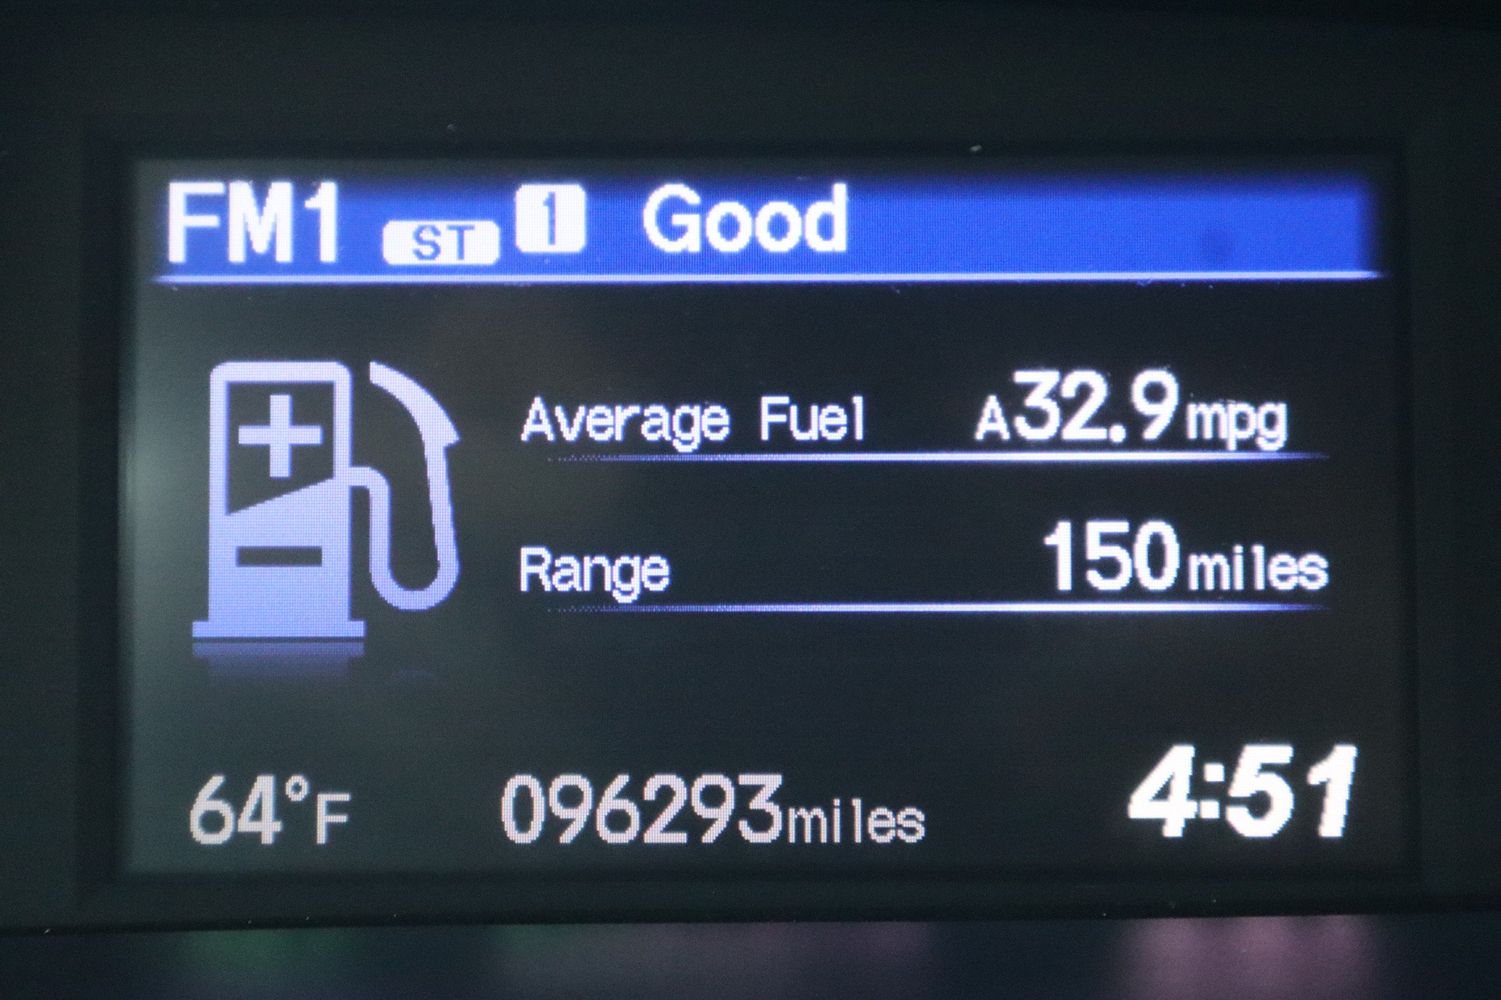 FM1 ST 1 Good
Average Fuel A32.9mpg
Range 150miles
64°F 096293miles 4:51